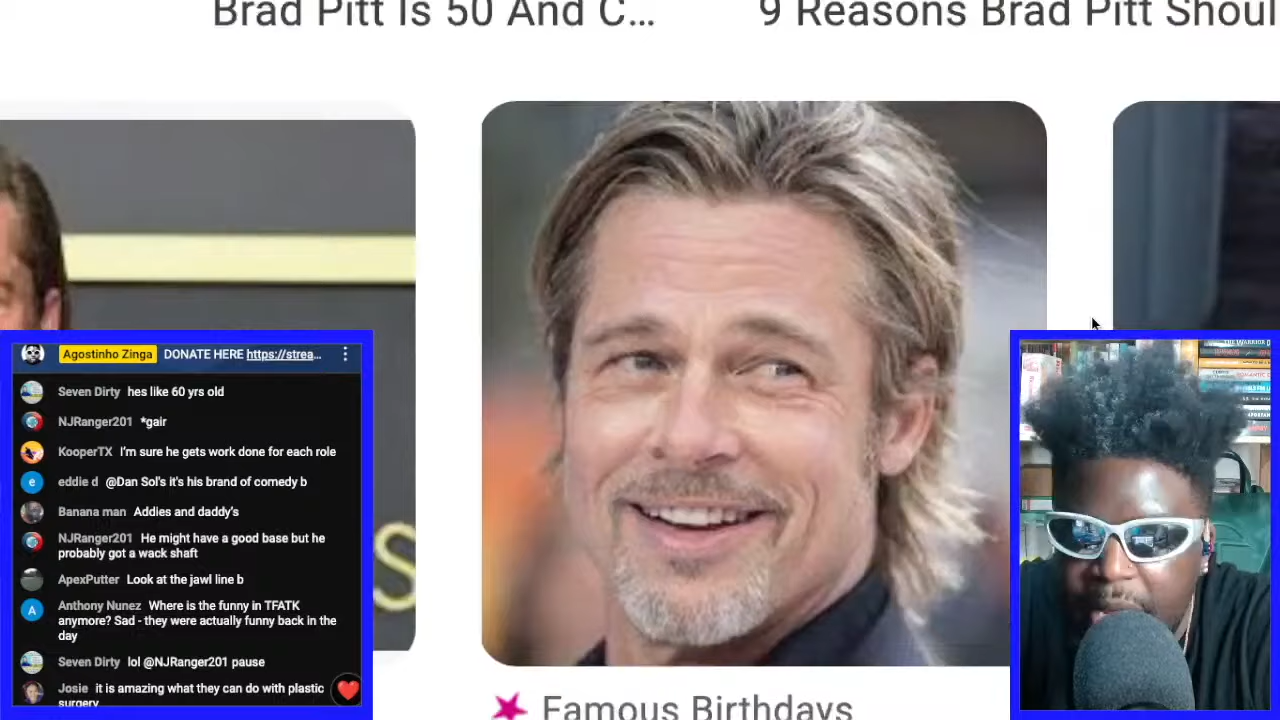 Brad Pitt Is 50 And C...
9 Reasons Brad Pitt Shoul
Agostinho Zinga DONATE HERE https://strea...
Seven Dirty hes like 60 yrs old
NJRanger201 *gair
KooperTX I'm sure he gets work done for each role
eddie d @Dan Sol's it's his brand of comedy b
Banana man Addies and daddy's
NJRanger201 He might have a good base but he
probably got a wack shaft
ApexPutter Look at the jawl line b
Anthony Nunez Where is the funny in TFATK
anymore? Sad - they were actually funny back in the
day
Seven Dirty lol @NJRanger201 pause
Josie it is amazing what they can do with plastic
surgery
S
Famous Birthdays
THE WARRIOR